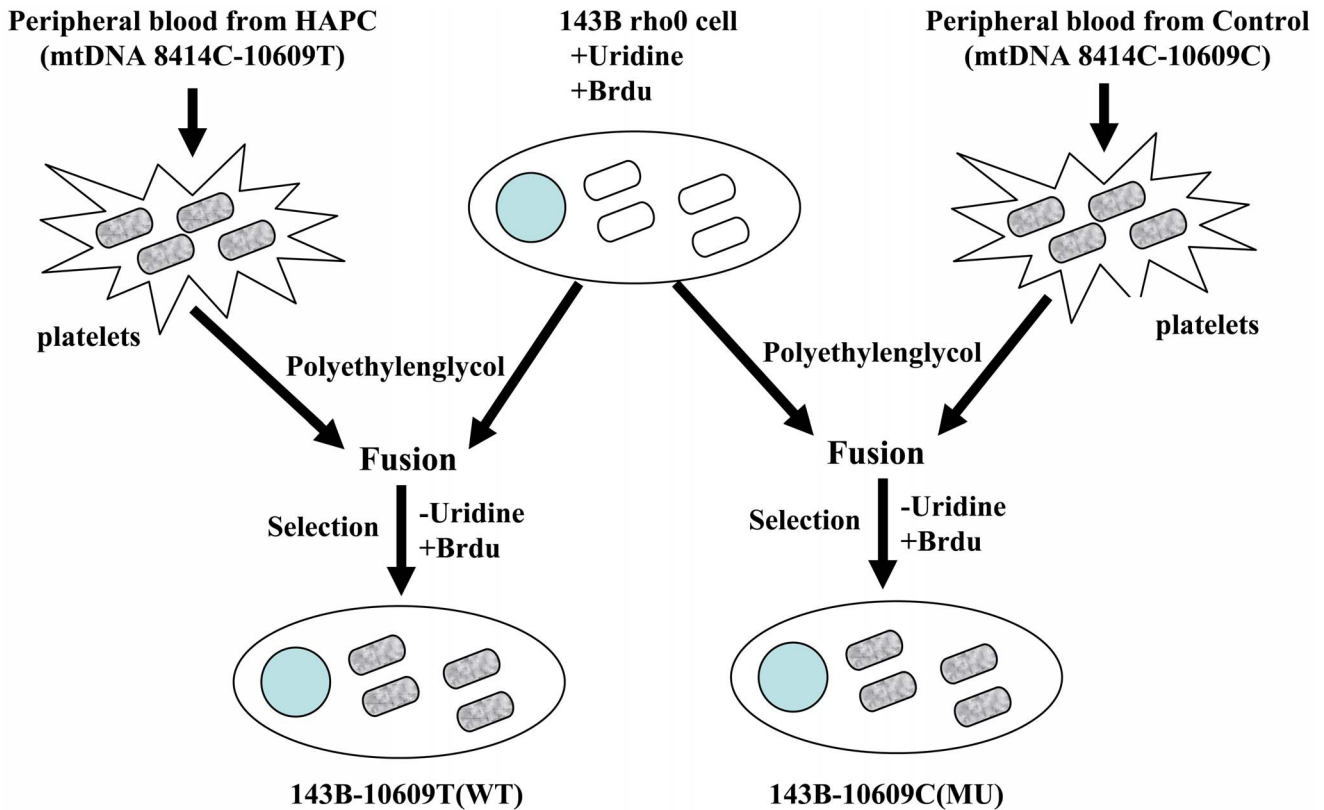 Peripheral blood from HAPC
(mtDNA 8414C-10609T)
143B rho0 cell
+Uridine
+Brdu
Peripheral blood from Control
(mtDNA 8414C-10609C)
platelets
platelets
Polyethylenglycol
Polyethylenglycol
Fusion
Fusion
Selection
-Uridine
+Brdu
Selection
-Uridine
+Brdu
143B-10609T(WT)
143B-10609C(MU)